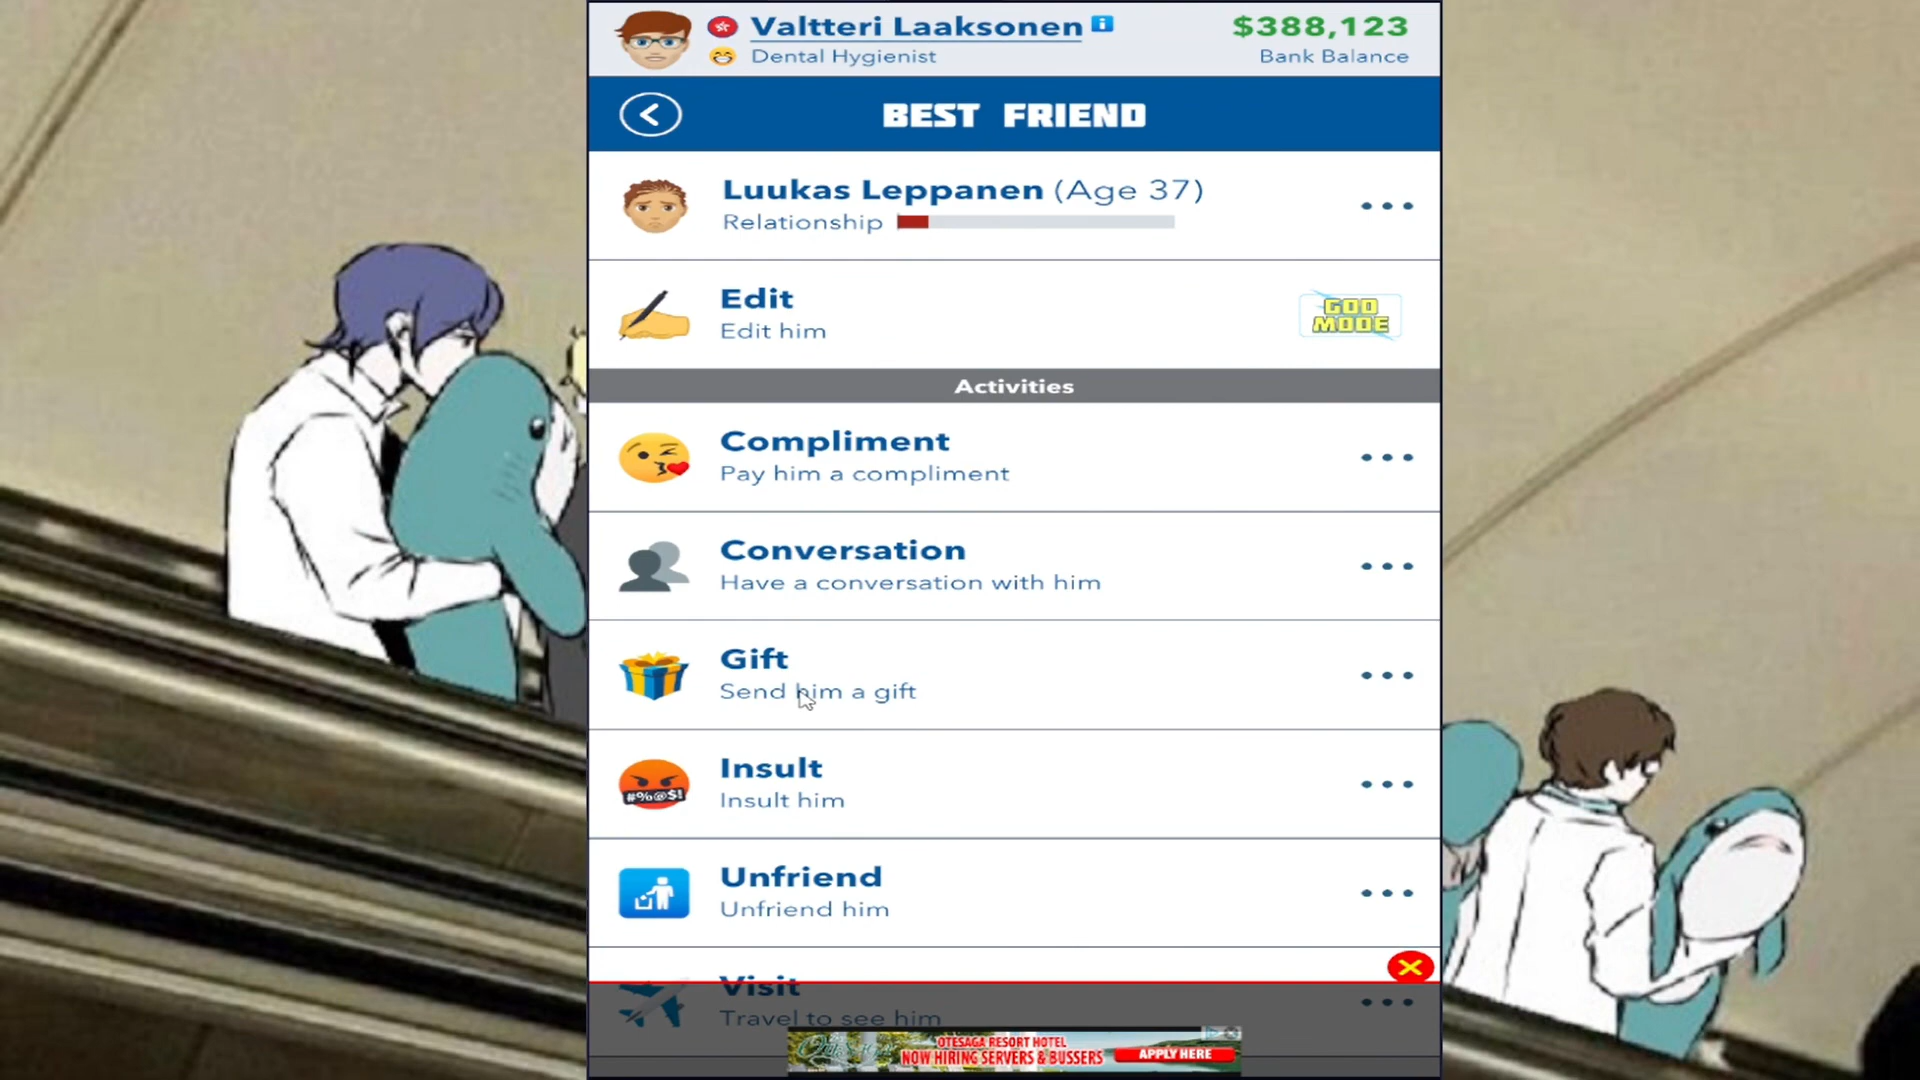 Valtteri Laaksonen
$388,123
Dental Hygienist
Bank Balance
BEST FRIEND
Luukas Leppanen (Age 37)
Relationship
Edit
Edit him
GOD
MODE
Activities
Compliment
Pay him a compliment
Conversation
Have a conversation with him
Gift
Send him a gift
#%@$!
Insult
Insult him
Unfriend
Unfriend him
Visit
Travel to see him
OTESAGA RESORT HOTEL
NOW HIRING SERVERS & BUSSERS
APPLY HERE